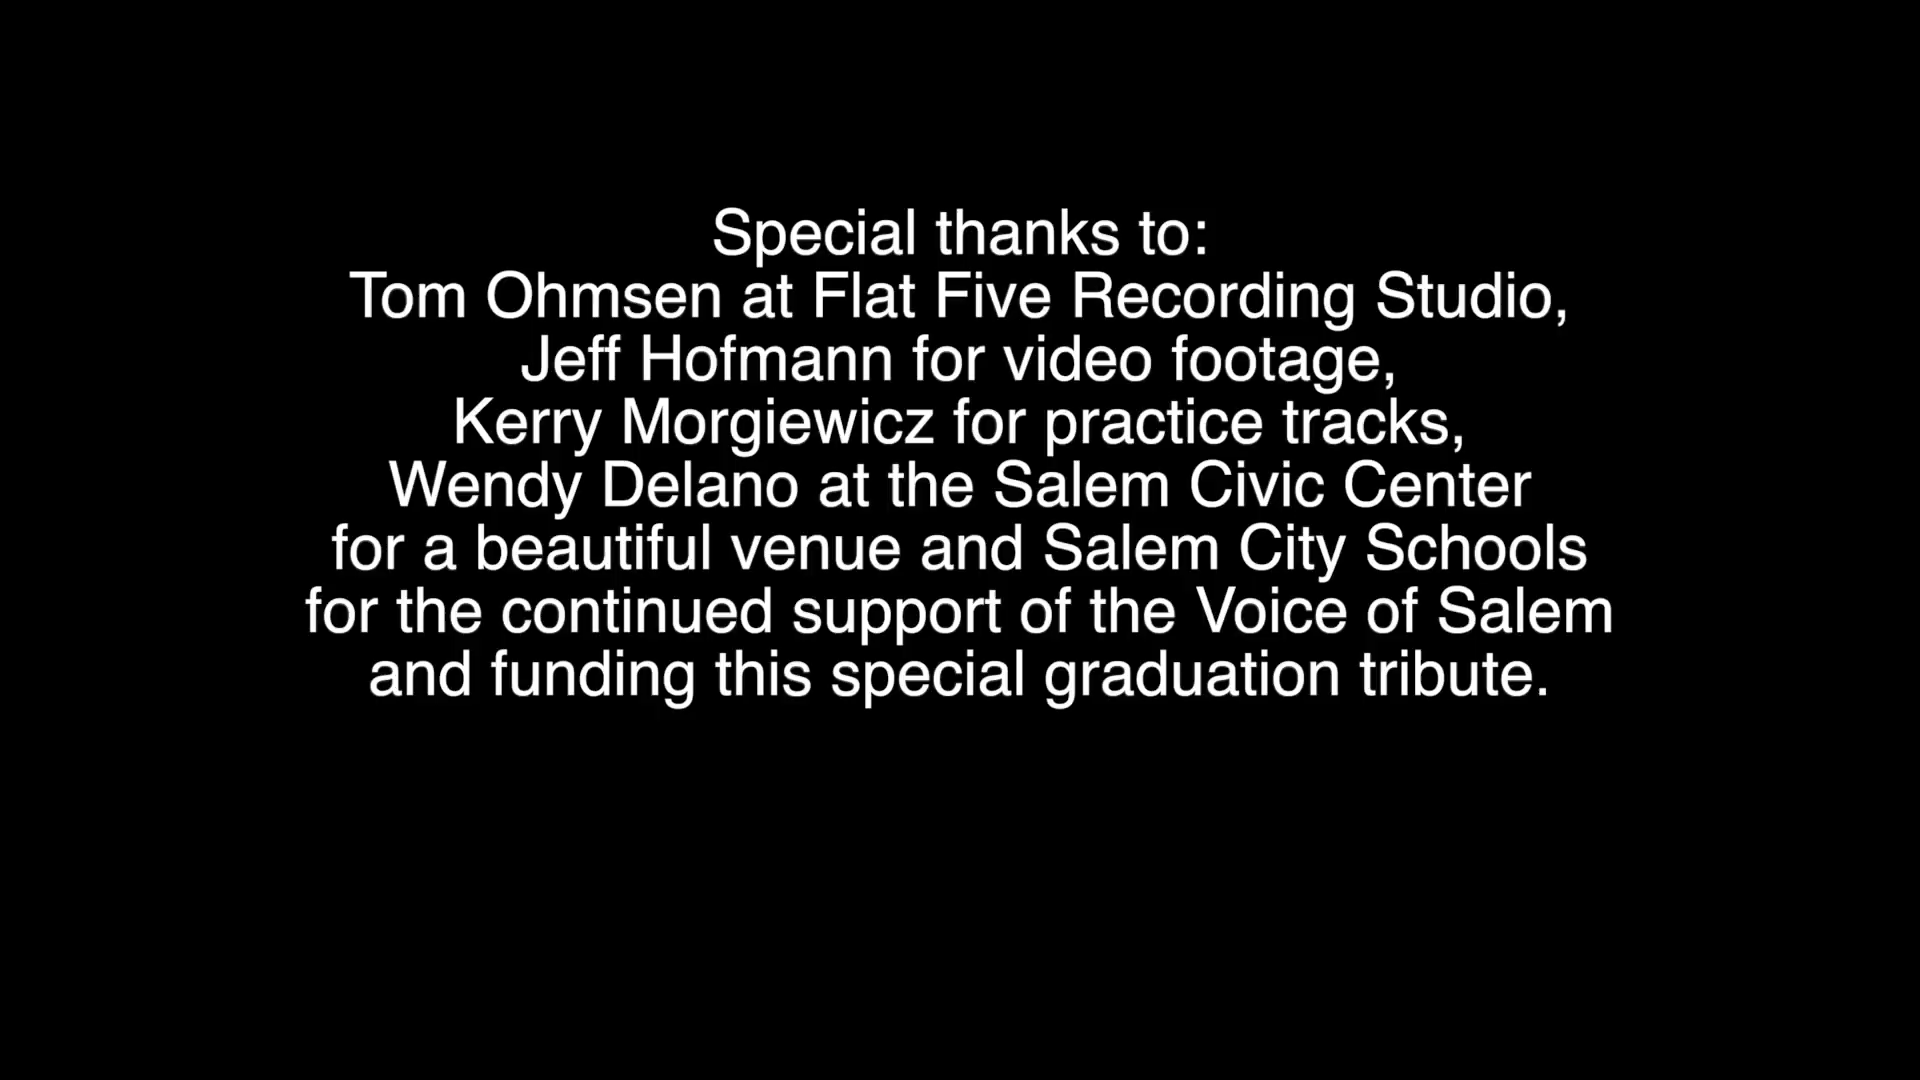 Special thanks to:
Tom Ohmsen at Flat Five Recording Studio,
Jeff Hofmann for video footage,
Kerry Morgiewicz for practice tracks,
Wendy Delano at the Salem Civic Center
for a beautiful venue and Salem City Schools
for the continued support of the Voice of Salem
and funding this special graduation tribute.